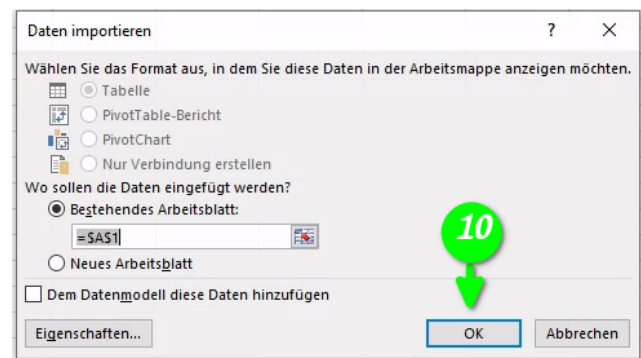 Daten importieren ? ×
Wählen Sie das Format aus, in dem Sie diese Daten in der Arbeitsmappe anzeigen möchten.
Tabelle
PivotTable-Bericht
PivotChart
Nur Verbindung erstellen
Wo sollen die Daten eingefügt werden?
Bestehendes Arbeitsblatt:
=$A$1
10
Neues Arbeitsblatt
Dem Datenmodell diese Daten hinzufügen
Eigenschaften... OK Abbrechen